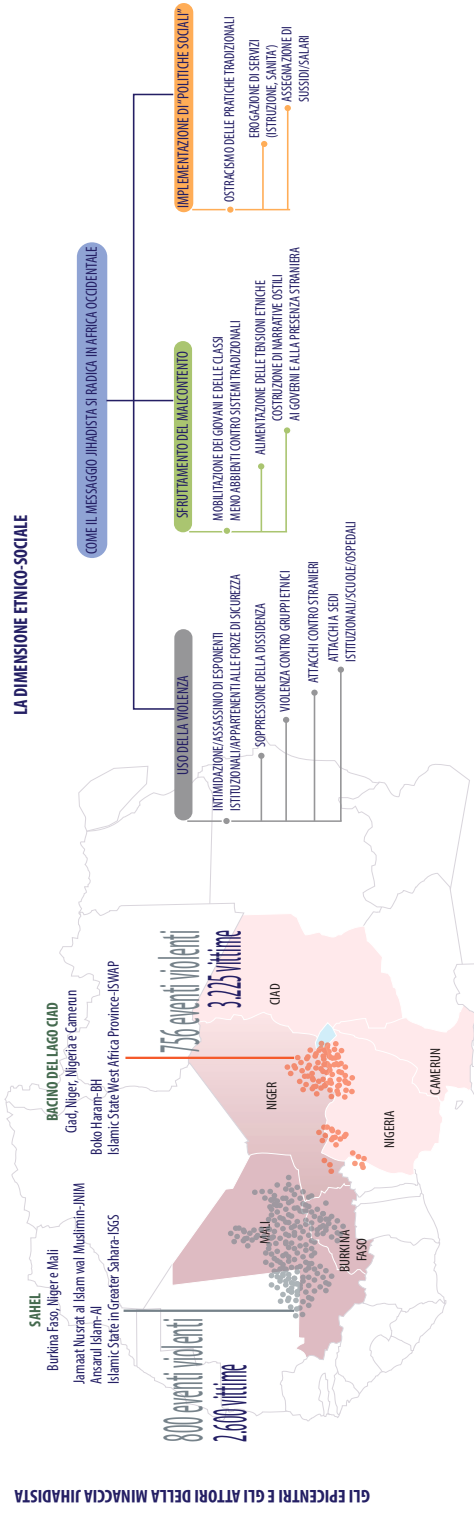 GLI EPICENTRI E GLI ATTORI DELLA MINACCIA JIHADISTA
SAHEL
Burkina Faso, Niger e Mali
Jamaat Nusrat al Islam wal Muslimin-JNIM
Ansarul Islam-AI
Islamic State in Greater Sahara-ISGS
800 eventi violenti
2.600 vittime
BACINO DEL LAGO CIAD
Ciad, Niger, Nigeria e Camerun
Boko Haram-BH
Islamic State West Africa Province-ISWAP
756 eventi violenti
3.225 vittime
MALI
NIGER
CIAD
BURKINA
FASO
NIGERIA
CAMERUN
LA DIMENSIONE ETNICO-SOCIALE
COME IL MESSAGGIO JIHADISTA SI RADICA IN AFRICA OCCIDENTALE
USO DELLA VIOLENZA
INTIMIDAZIONE/ASSASSINIO DI ESPONENTI
ISTITUZIONALI/APPARTENENTI ALLE FORZE DI SICUREZZA
SOPPRESSIONE DELLA DISSIDENZA
VIOLENZA CONTRO GRUPPI ETNICI
ATTACCHI CONTRO STRANIERI
ATTACCHI A SEDI
ISTITUZIONALI/SCUOLE/OSPEDALI
SFRUTTAMENTO DEL MALCONTENTO
MOBILITAZIONE DEI GIOVANI E DELLE CLASSI
MENO ABBIENTI CONTRO SISTEMI TRADIZIONALI
ALIMENTAZIONE DELLE TENSIONI ETNICHE
COSTRUZIONE DI NARRATIVE OSTILI
AI GOVERNI E ALLA PRESENZA STRANIERA
IMPLEMENTAZIONE DI "POLITICHE SOCIALI"
OSTRACISMO DELLE PRATICHE TRADIZIONALI
EROGAZIONE DI SERVIZI
(ISTRUZIONE, SANITA')
ASSEGNAZIONE DI
SUSSIDI/SALARI